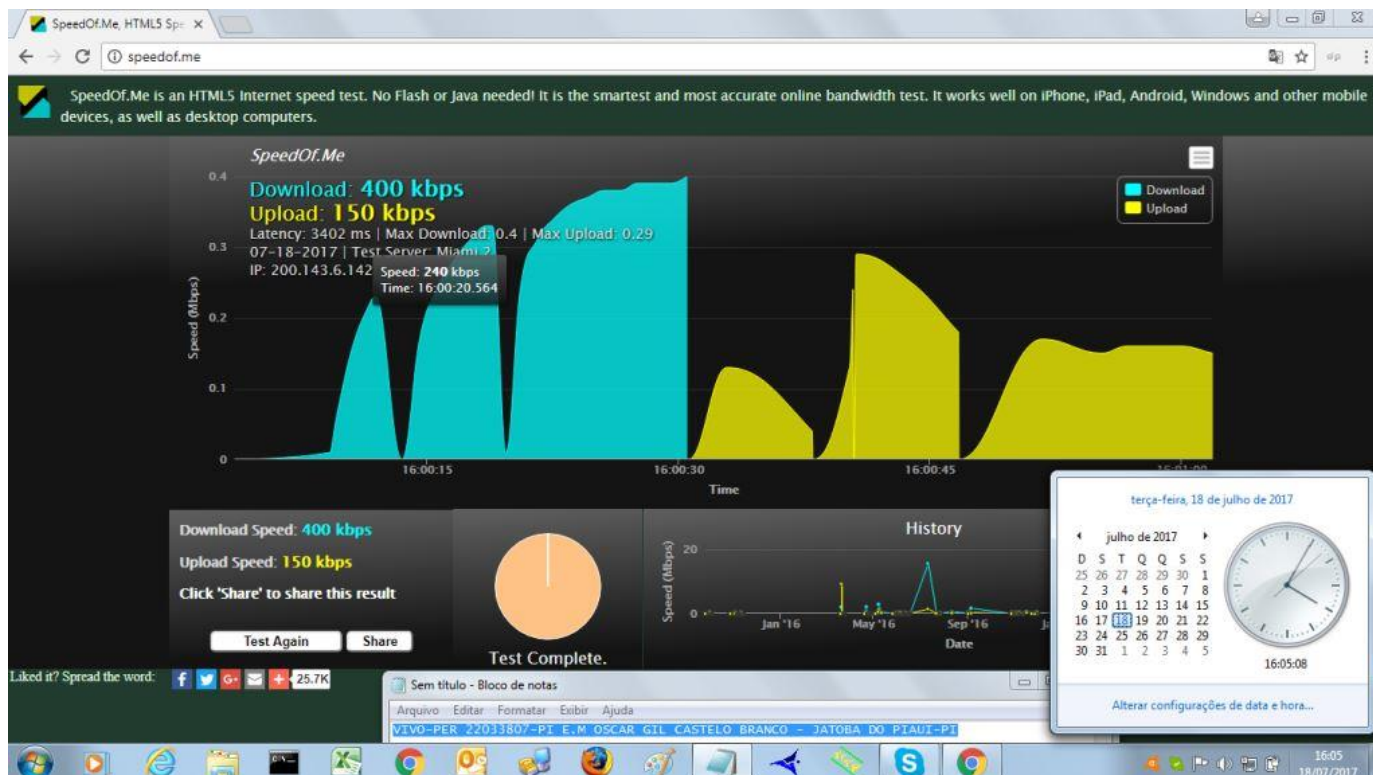 SpeedOf.Me, HTML5 Spe
speedof.me
SpeedOf.Me is an HTML5 Internet speed test. No Flash or Java needed! It is the smartest and most accurate online bandwidth test. It works well on iPhone, iPad, Android, Windows and other mobile
devices, as well as desktop computers.
SpeedOf.Me
Download: 400 kbps
Upload: 150 kbps
Latency: 3402 ms | Max Download: 0.4 | Max Upload: 0.29
07-18-2017 | Test Server: Miami 2
IP: 200.143.6.142
Speed: 240 kbps
Time: 16:00:20.564
Download
Upload
Speed (Mbps)
0.4
0.3
0.2
0.1
0
16:00:15 16:00:30 16:00:45 16:01:00
Time
Download Speed: 400 kbps
Upload Speed: 150 kbps
Click 'Share' to share this result
Test Again Share
Test Complete.
History
Speed (Mbps)
20
0
Jan '16 May '16 Sep '16
Date
terça-feira, 18 de julho de 2017
julho de 2017
D S T Q Q S S
25 26 27 28 29 30 1
2 3 4 5 6 7 8
9 10 11 12 13 14 15
16 17 18 19 20 21 22
23 24 25 26 27 28 29
30 31 1 2 3 4 5
16:05:08
Alterar configurações de data e hora...
Liked it? Spread the word: 25.7K
Sem título - Bloco de notas
Arquivo Editar Formatar Exibir Ajuda
VIVO-PER 22033807-PI E.M OSCAR GIL CASTELO BRANCO - JATOBA DO PIAUI-PI
16:05
18/07/2017